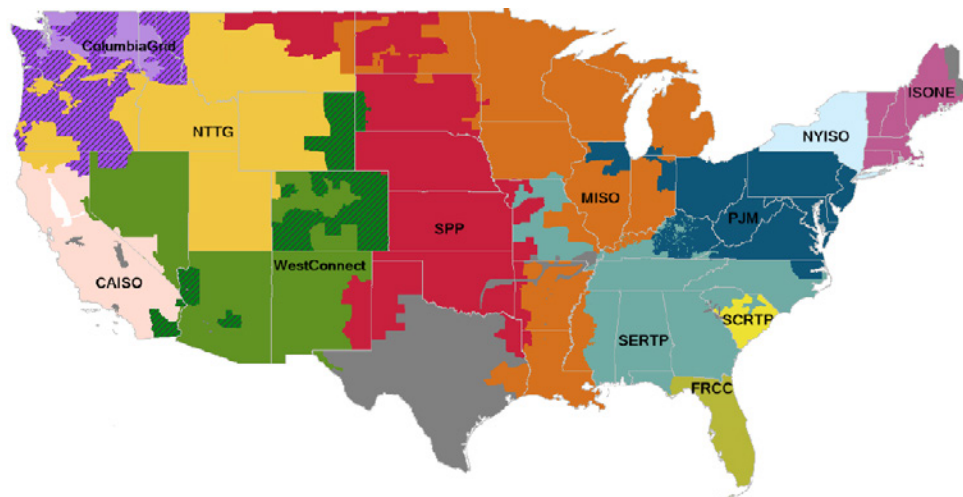 ColumbiaGrid
ISONE
NTTG
NYISO
MISO
PJM
SPP
WestConnect
CAISO
SCRTP
SERTP
FRCC